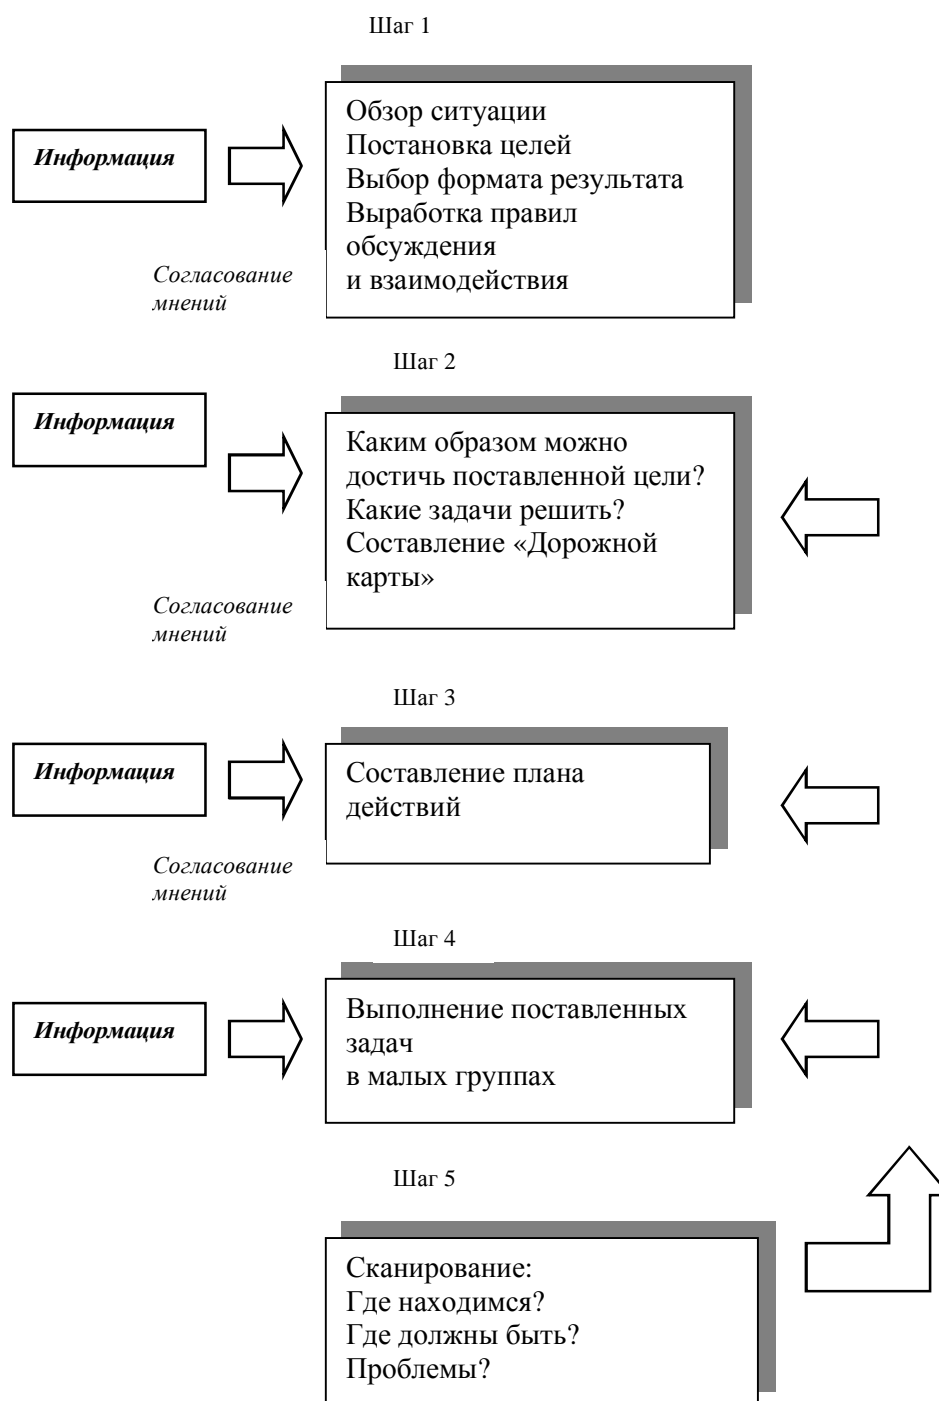 Шаг 1
Информация
Обзор ситуации
Постановка целей
Выбор формата результата
Выработка правил
обсуждения
и взаимодействия
Согласование
мнений
Шаг 2
Информация
Каким образом можно
достичь поставленной цели?
Какие задачи решить?
Составление «Дорожной
карты»
Согласование
мнений
Шаг 3
Информация
Составление плана
действий
Согласование
мнений
Шаг 4
Информация
Выполнение поставленных
задач
в малых группах
Шаг 5
Сканирование:
Где находимся?
Где должны быть?
Проблемы?